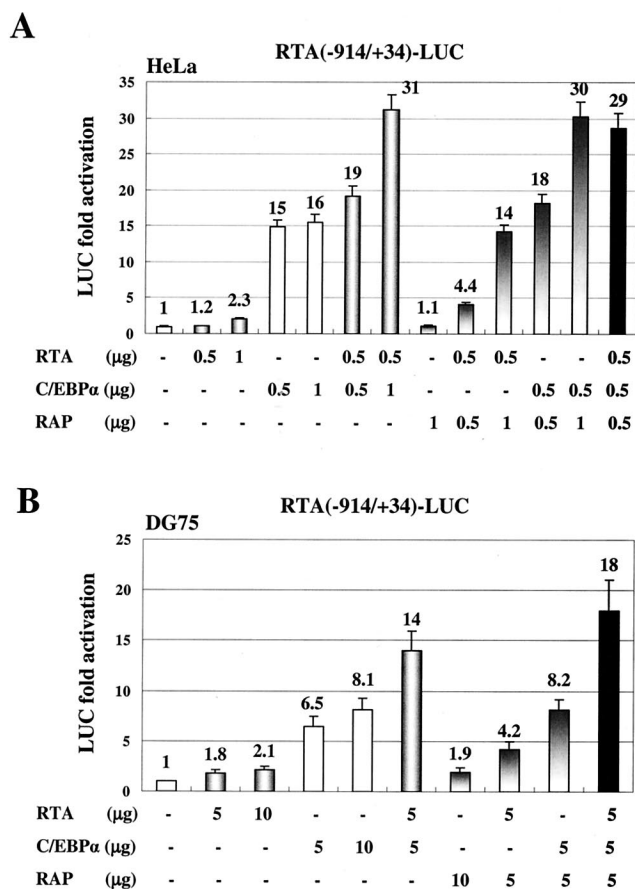 A
RTA(-914/+34)-LUC
HeLa
LUC fold activation
35
30
25
20
15
10
5
0
1 1.2 2.3 15 16 19 31 1.1 4.4 14 18 30 29
RTA (μg) - 0.5 1 - - 0.5 0.5 - 0.5 0.5 - - 0.5
C/EBPα (μg) - - - 0.5 1 0.5 1 - - - 0.5 0.5 0.5
RAP (μg) - - - - - - - 1 0.5 1 0.5 1 0.5
B
RTA(-914/+34)-LUC
DG75
LUC fold activation
25
20
15
10
5
0
1 1.8 2.1 6.5 8.1 14 1.9 4.2 8.2 18
RTA (μg) - 5 10 - - 5 - 5 - 5
C/EBPα (μg) - - - 5 10 5 - - 5 5
RAP (μg) - - - - - - 10 5 5 5